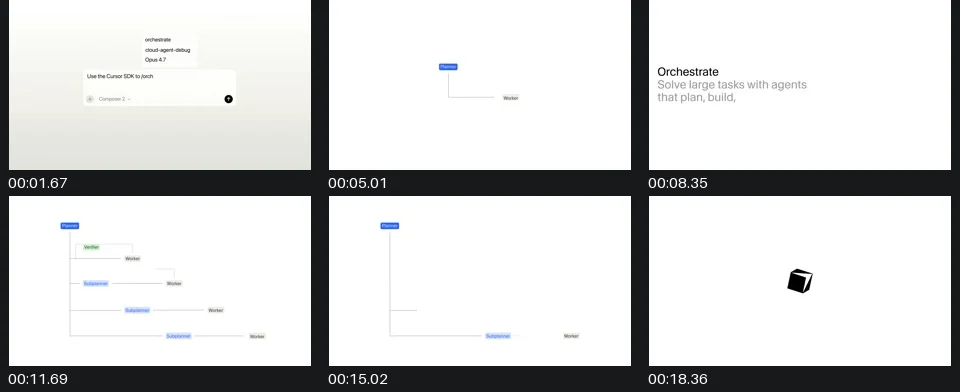 orchestrate
cloud-agent-debug
Opus 4.7
Use the Cursor SDK to /orch
Composer 2
00:01.67
Planner
Worker
00:05.01
Orchestrate
Solve large tasks with agents
that plan, build,
00:08.35
Planner
Verifier
Worker
Subplanner
Worker
Subplanner
Worker
Subplanner
Worker
00:11.69
Planner
Subplanner
Worker
00:15.02
00:18.36